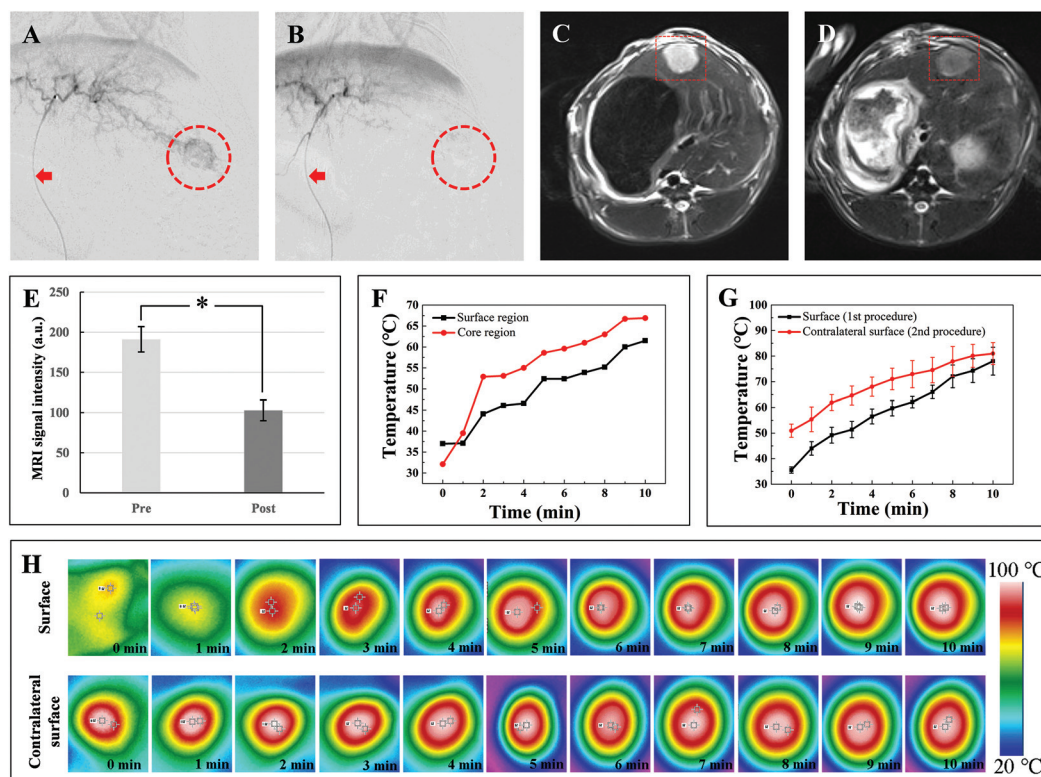 A
B
C
D
E
MRI signal intensity (a.u.)
250
200
150
100
50
0
*
Pre
Post
F
Temperature (°C)
70
65
60
55
50
45
40
35
30
Surface region
Core region
0
2
4
6
8
10
Time (min)
G
Temperature (°C)
100
90
80
70
60
50
40
30
Surface (1st procedure)
Contralateral surface (2nd procedure)
0
2
4
6
8
10
Time (min)
H
Surface
0 min
1 min
2 min
3 min
4 min
5 min
6 min
7 min
8 min
9 min
10 min
Contralateral
surface
0 min
1 min
2 min
3 min
4 min
5 min
6 min
7 min
8 min
9 min
10 min
100 °C
20 °C